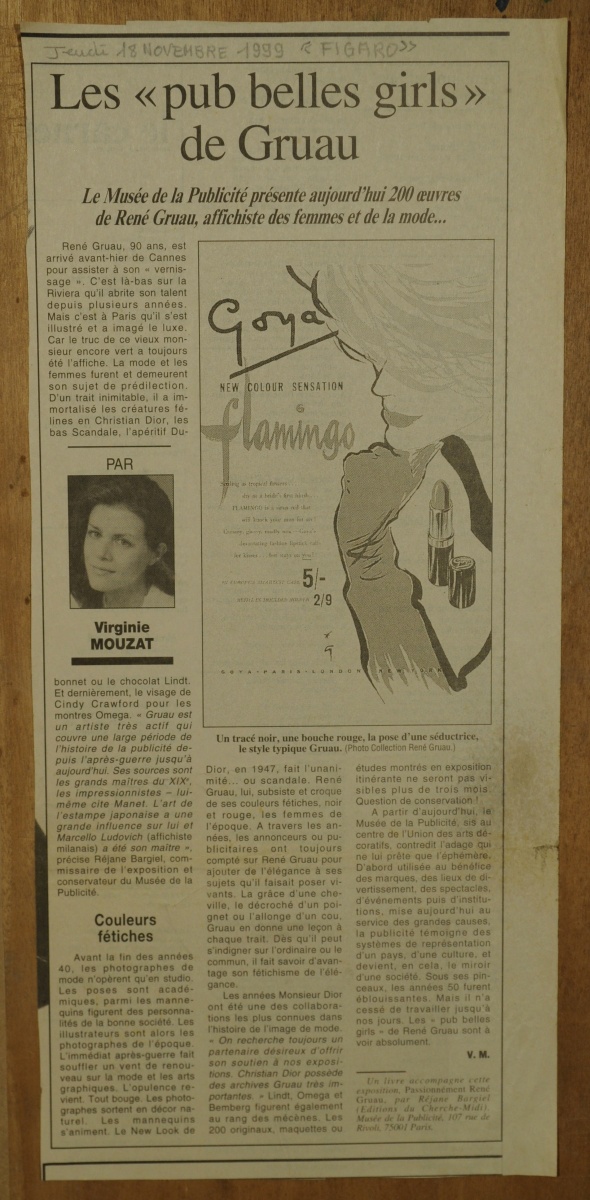 Jeudi 18 NOVEMBRE 1999 « FIGARO »
Les « pub belles girls »
de Gruau
Le Musée de la Publicité présente aujourd'hui 200 œuvres
de René Gruau, affichiste des femmes et de la mode...
René Gruau, 90 ans, est
arrivé avant-hier de Cannes
pour assister à son « vernis-
sage ». C'est là-bas sur la
Riviera qu'il abrite son talent
depuis plusieurs années.
Mais c'est à Paris qu'il s'est
illustré et a imagé le luxe.
Car le truc de ce vieux mon-
sieur encore vert a toujours
été l'affiche. La mode et les
femmes furent et demeurent
son sujet de prédilection.
D'un trait inimitable, il a im-
mortalisé les créatures fé-
lines en Christian Dior, les
bas Scandale, l'apéritif Du-
PAR
Virginie
MOUZAT
bonnet ou le chocolat Lindt.
Et dernièrement, le visage de
Cindy Crawford pour les
montres Omega. « Gruau est
un artiste très actif qui
couvre une large période de
l'histoire de la publicité de-
puis l'après-guerre jusqu'à
aujourd'hui. Ses sources sont
les grands maîtres du XIXe,
les impressionnistes – lui-
même cite Manet. L'art de
l'estampe japonaise a une
grande influence sur lui et
Marcello Ludovich (affichiste
milanais) a été son maître »,
précise Réjane Bargiel, com-
missaire de l'exposition et
conservateur du Musée de la
Publicité.
Couleurs
fétiches
Avant la fin des années
40, les photographes de
mode n'opèrent qu'en studio.
Les poses sont acadé-
miques, parmi les manne-
quins figurent des personna-
lités de la bonne société. Les
illustrateurs sont alors les
photographes de l'époque.
L'immédiat après-guerre fait
souffler un vent de renou-
veau sur la mode et les arts
graphiques. L'opulence re-
vient. Tout bouge. Les photo-
graphes sortent en décor na-
turel. Les mannequins
s'animent. Le New Look de
Goya
NEW COLOUR SENSATION
flamingo
5/-
2/9
GOYA · PARIS · LONDON · NEW YORK
Un tracé noir, une bouche rouge, la pose d'une séductrice,
le style typique Gruau. (Photo Collection René Gruau.)
Dior, en 1947, fait l'unani-
mité... ou scandale. René
Gruau, lui, subsiste et croque
de ses couleurs fétiches, noir
et rouge, les femmes de
l'époque. A travers les an-
nées, les annonceurs ou pu-
blicitaires ont toujours
compté sur René Gruau pour
ajouter de l'élégance à ses
sujets qu'il faisait poser vi-
vants. La grâce d'une che-
ville, le décroché d'un poi-
gnet ou l'allonge d'un cou,
Gruau en donne une leçon à
chaque trait. Dès qu'il peut
s'indigner sur l'ordinaire ou le
commun, il fait savoir d'avan-
tage son fétichisme de l'élé-
gance.
Les années Monsieur Dior
ont été une des collabora-
tions les plus connues dans
l'histoire de l'image de mode.
« On recherche toujours un
partenaire désireux d'offrir
son soutien à nos exposi-
tions. Christian Dior possède
des archives Gruau très im-
portantes. » Lindt, Omega et
Bemberg figurent également
au rang des mécènes. Les
200 originaux, maquettes ou
études montrés en exposition
itinérante ne seront pas vi-
sibles plus de trois mois.
Question de conservation !
A partir d'aujourd'hui, le
Musée de la Publicité, sis au
centre de l'Union des arts dé-
coratifs, contredit l'adage qui
ne lui prête que l'éphémère.
D'abord utilisée au bénéfice
des marques, des lieux de di-
vertissement, des spectacles,
d'événements puis d'institu-
tions, mise aujourd'hui au
service des grandes causes,
la publicité témoigne des
systèmes de représentation
d'un pays, d'une culture, et
devient, en cela, le miroir
d'une société. Sous ses pin-
ceaux, les années 50 furent
éblouissantes. Mais il n'a
cessé de travailler jusqu'à
nos jours. Les « pub belles
girls » de René Gruau sont à
voir absolument.
V. M.
Un livre accompagne cette
exposition. Passionnément René
Gruau, par Réjane Bargiel
(Editions du Cherche-Midi).
Musée de la Publicité, 107 rue de
Rivoli, 75001 Paris.